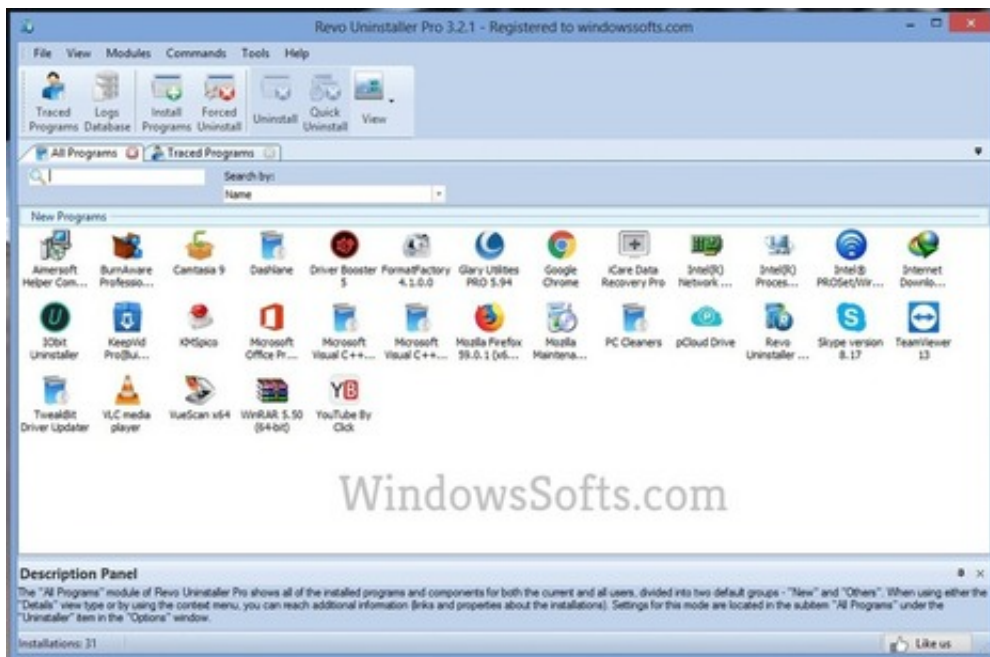 Revo Uninstaller Pro 3.2.1 - Registered to windowssofts.com
File View Modules Commands Tools Help
Traced Programs
Logs Database
Install Programs
Forced Uninstall
Uninstall
Quick Uninstall
View
All Programs
Traced Programs
Search by:
Name
New Programs
Amersoft Helper Com...
BurnAware Professio...
Camtasia 9
Dashlane
Driver Booster 5
FormatFactory 4.1.0.0
Glary Utilities PRO 5.94
Google Chrome
iCare Data Recovery Pro
Intel(R) Network ...
Intel(R) Proces...
Intel® PROSet/Wir...
Internet Downlo...
IObit Uninstaller
KeepVid Pro(Bui...
KMSpico
Microsoft Office Pr...
Microsoft Visual C++...
Microsoft Visual C++...
Mozilla Firefox 59.0.1 (x6...
Mozilla Maintena...
PC Cleaners
pCloud Drive
Revo Uninstaller ...
Skype version 8.17
TeamViewer 13
TweakBit Driver Updater
VLC media player
VueScan x64
WinRAR 5.50 (64-bit)
YouTube By Click
WindowsSofts.com
Description Panel
The "All Programs" module of Revo Uninstaller Pro shows all of the installed programs and components for both the current and all users, divided into two default groups - "New" and "Others". When using either the
"Details" view type or by using the context menu, you can reach additional information (links and properties about the installations). Settings for this mode are located in the subitem "All Programs" under the
"Uninstaller" item in the "Options" window.
Installations: 31
Like us